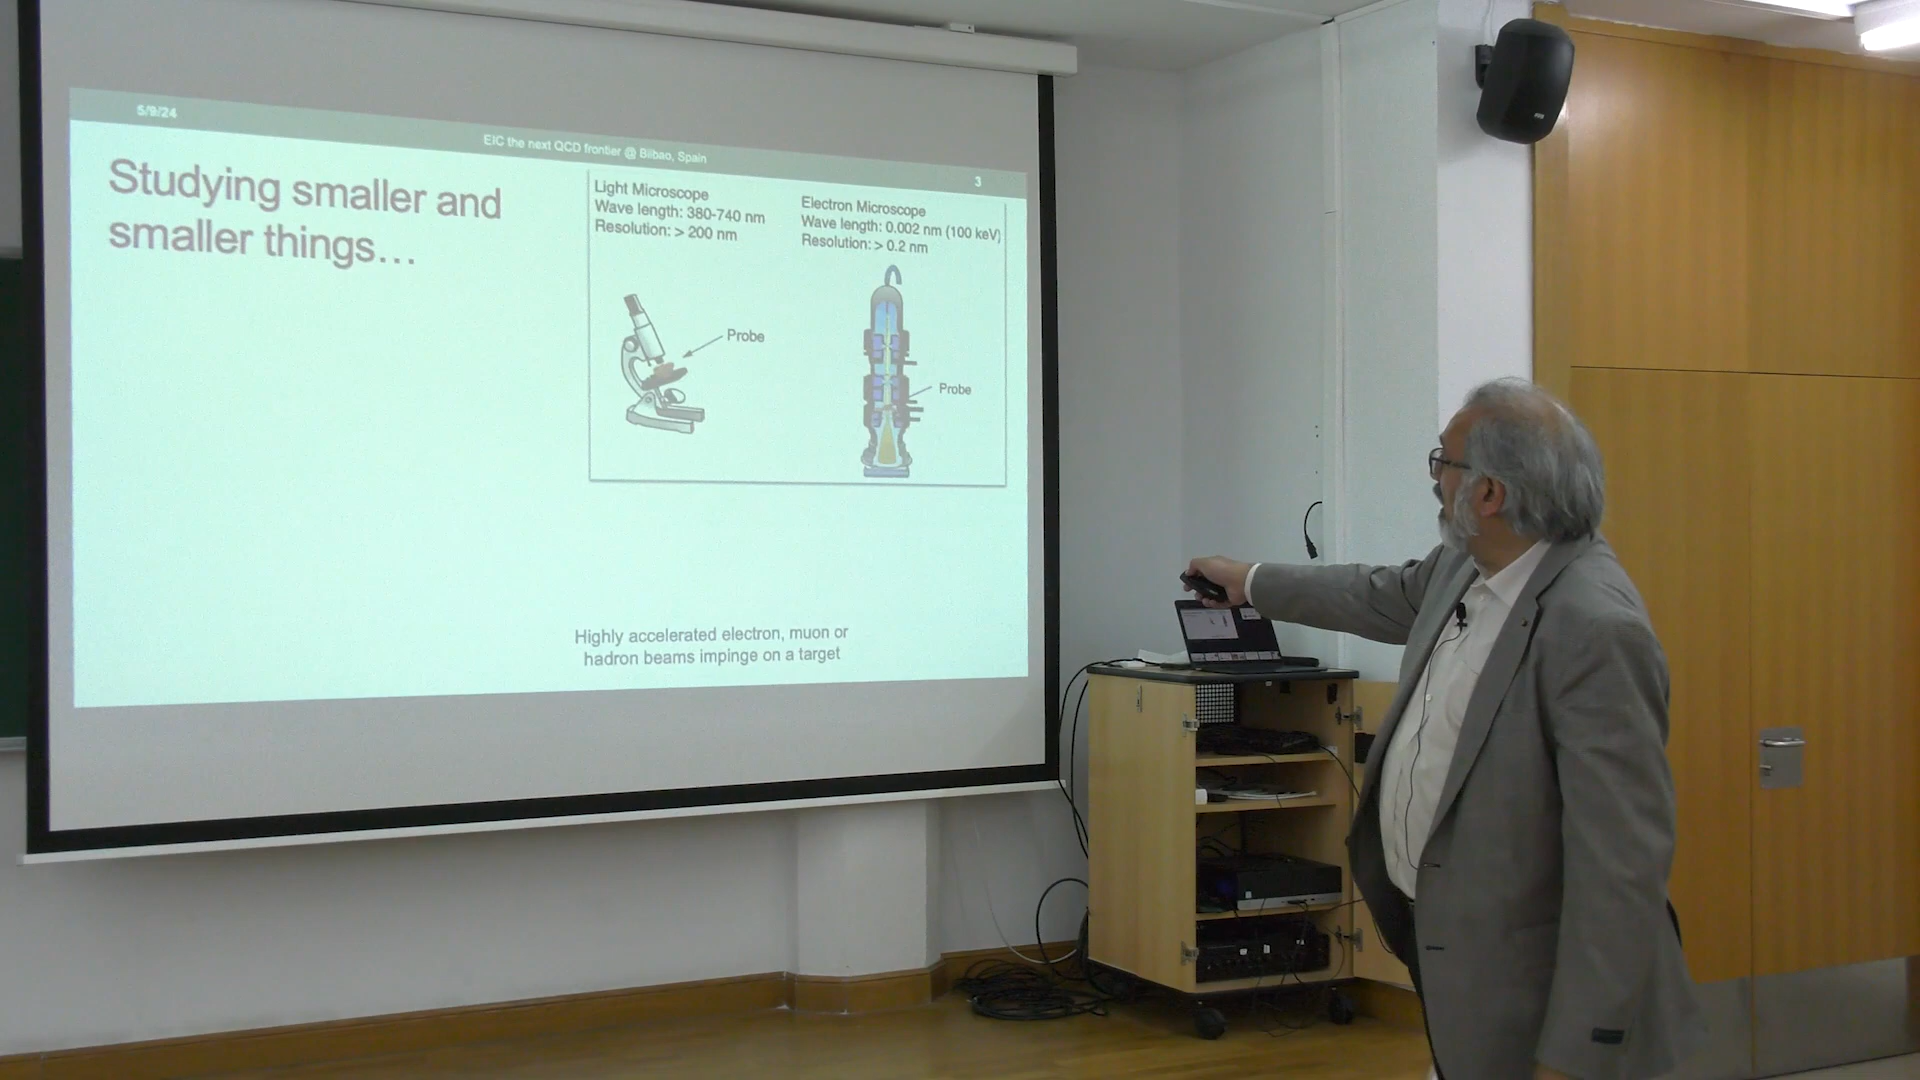 5/9/24
EIC the next QCD frontier @ Bilbao, Spain
3
Studying smaller and
smaller things…
Light Microscope
Wave length: 380-740 nm
Resolution: > 200 nm
Electron Microscope
Wave length: 0.002 nm (100 keV)
Resolution: > 0.2 nm
Probe
Probe
Highly accelerated electron, muon or
hadron beams impinge on a target